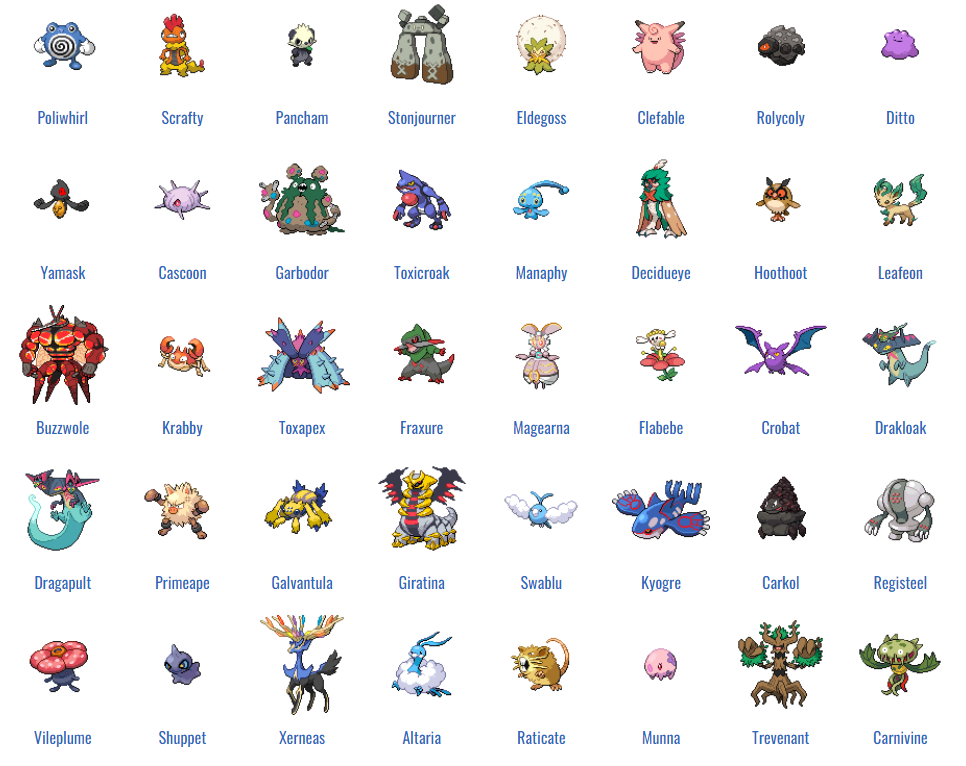 Poliwhirl Scrafty Pancham Stonjourner Eldegoss Clefable Rolycoly Ditto
Yamask Cascoon Garbodor Toxicroak Manaphy Decidueye Hoothoot Leafeon
Buzzwole Krabby Toxapex Fraxure Magearna Flabebe Crobat Drakloak
Dragapult Primeape Galvantula Giratina Swablu Kyogre Carkol Registeel
Vileplume Shuppet Xerneas Altaria Raticate Munna Trevenant Carnivine